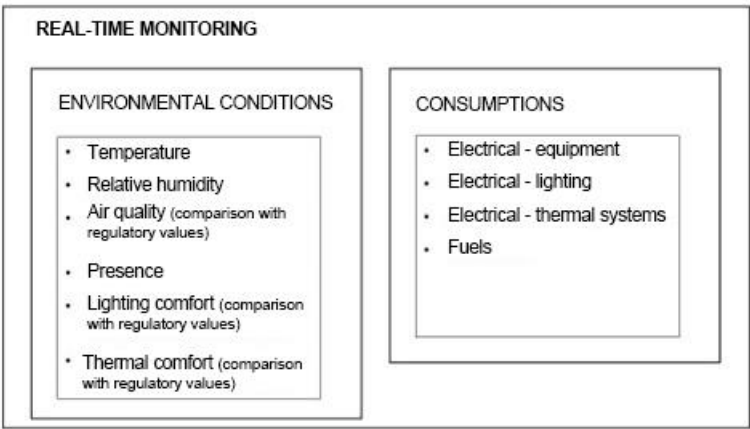 REAL-TIME MONITORING
ENVIRONMENTAL CONDITIONS
• Temperature
• Relative humidity
• Air quality (comparison with
regulatory values)
• Presence
• Lighting comfort (comparison
with regulatory values)
• Thermal comfort (comparison
with regulatory values)
CONSUMPTIONS
• Electrical - equipment
• Electrical - lighting
• Electrical - thermal systems
• Fuels